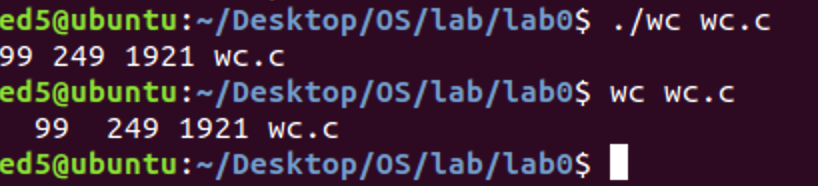 ed5@ubuntu:~/Desktop/OS/lab/lab0$ ./wc wc.c
99 249 1921 wc.c
ed5@ubuntu:~/Desktop/OS/lab/lab0$ wc wc.c
  99  249 1921 wc.c
ed5@ubuntu:~/Desktop/OS/lab/lab0$